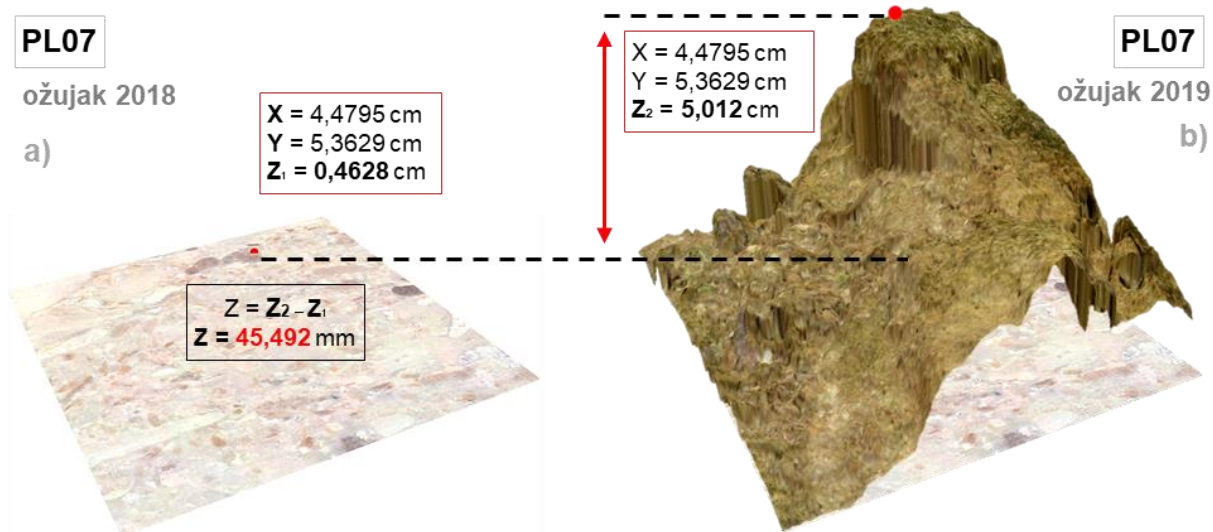 PL07
ožujak 2018
a)
X = 4,4795 cm
Y = 5,3629 cm
Z₁ = 0,4628 cm
Z = Z₂ – Z₁
Z = 45,492 mm
X = 4,4795 cm
Y = 5,3629 cm
Z₂ = 5,012 cm
PL07
ožujak 2019
b)